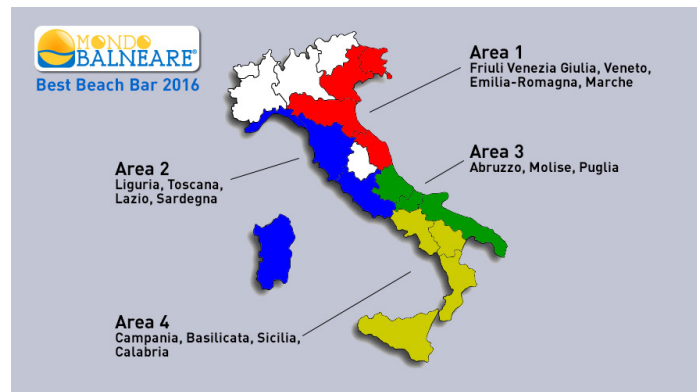 MONDO
BALNEARE®
Best Beach Bar 2016
Area 1
Friuli Venezia Giulia, Veneto,
Emilia-Romagna, Marche
Area 2
Liguria, Toscana,
Lazio, Sardegna
Area 3
Abruzzo, Molise, Puglia
Area 4
Campania, Basilicata, Sicilia,
Calabria